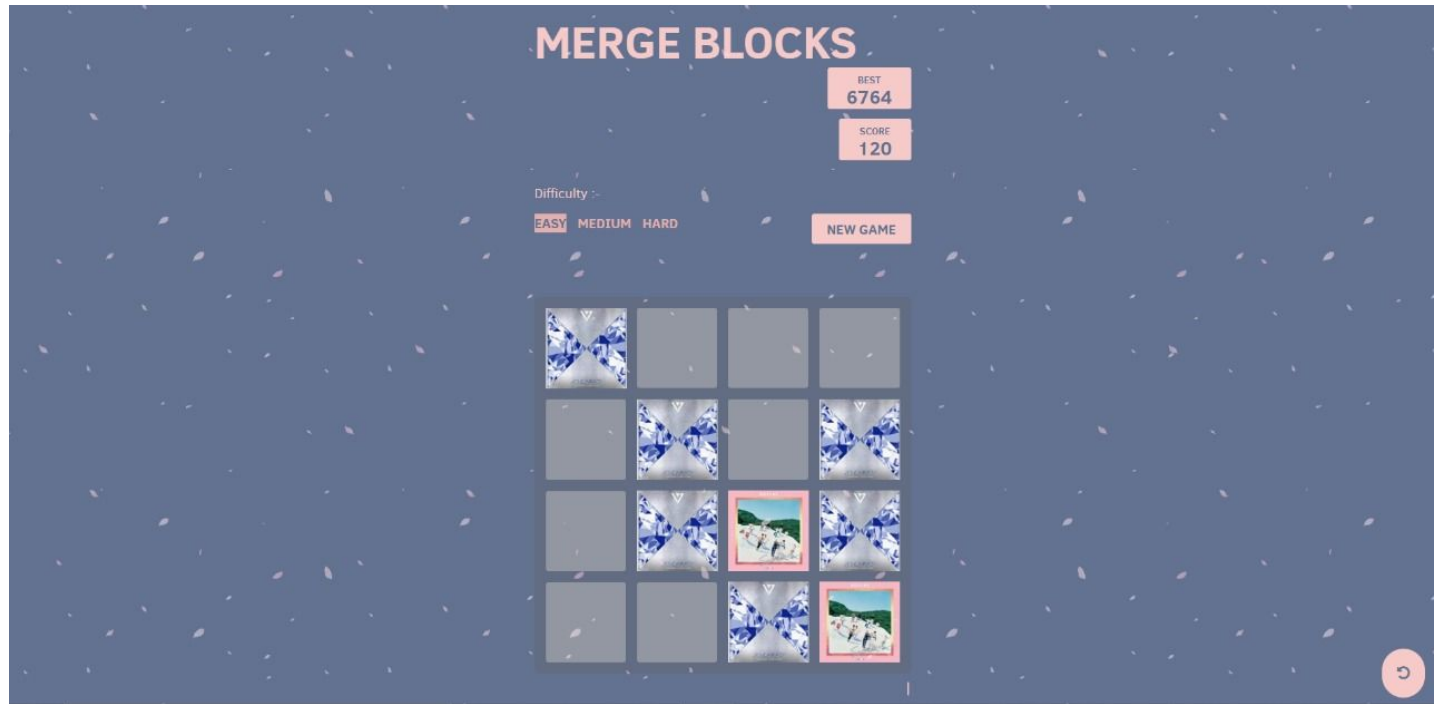 MERGE BLOCKS
BEST
6764
SCORE
120
Difficulty :-
EASY MEDIUM HARD
NEW GAME